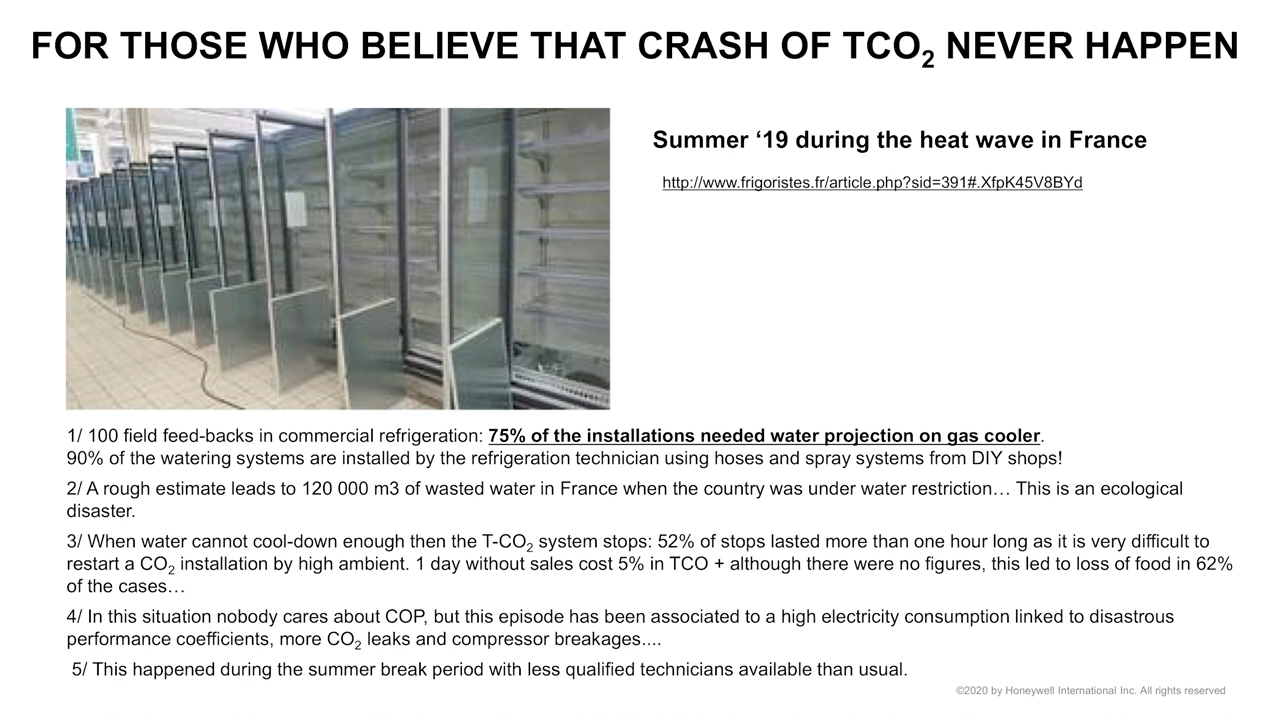 FOR THOSE WHO BELIEVE THAT CRASH OF TCO₂ NEVER HAPPEN
Summer ‘19 during the heat wave in France
http://www.frigoristes.fr/article.php?sid=391#.XfpK45V8BYd
1/ 100 field feed-backs in commercial refrigeration: 75% of the installations needed water projection on gas cooler.
90% of the watering systems are installed by the refrigeration technician using hoses and spray systems from DIY shops!
2/ A rough estimate leads to 120 000 m3 of wasted water in France when the country was under water restriction… This is an ecological
disaster.
3/ When water cannot cool-down enough then the T-CO₂ system stops: 52% of stops lasted more than one hour long as it is very difficult to
restart a CO₂ installation by high ambient. 1 day without sales cost 5% in TCO + although there were no figures, this led to loss of food in 62%
of the cases…
4/ In this situation nobody cares about COP, but this episode has been associated to a high electricity consumption linked to disastrous
performance coefficients, more CO₂ leaks and compressor breakages....
5/ This happened during the summer break period with less qualified technicians available than usual.
©2020 by Honeywell International Inc. All rights reserved